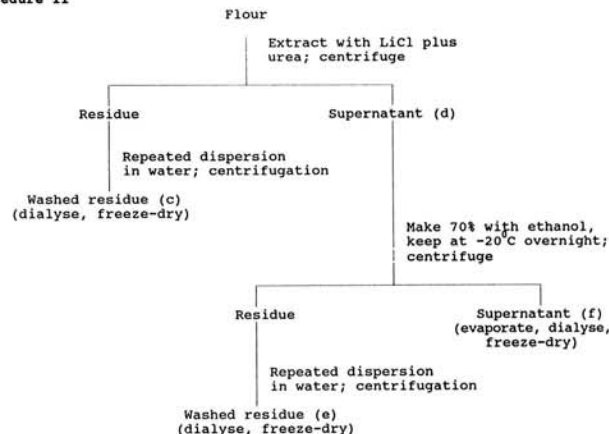 Flour
Extract with LiCl plus
urea; centrifuge
Residue
Supernatant (d)
Repeated dispersion
in water; centrifugation
Washed residue (c)
(dialyse, freeze-dry)
Make 70% with ethanol,
keep at -20°C overnight;
centrifuge
Residue
Supernatant (f)
(evaporate, dialyse,
freeze-dry)
Repeated dispersion
in water; centrifugation
Washed residue (e)
(dialyse, freeze-dry)